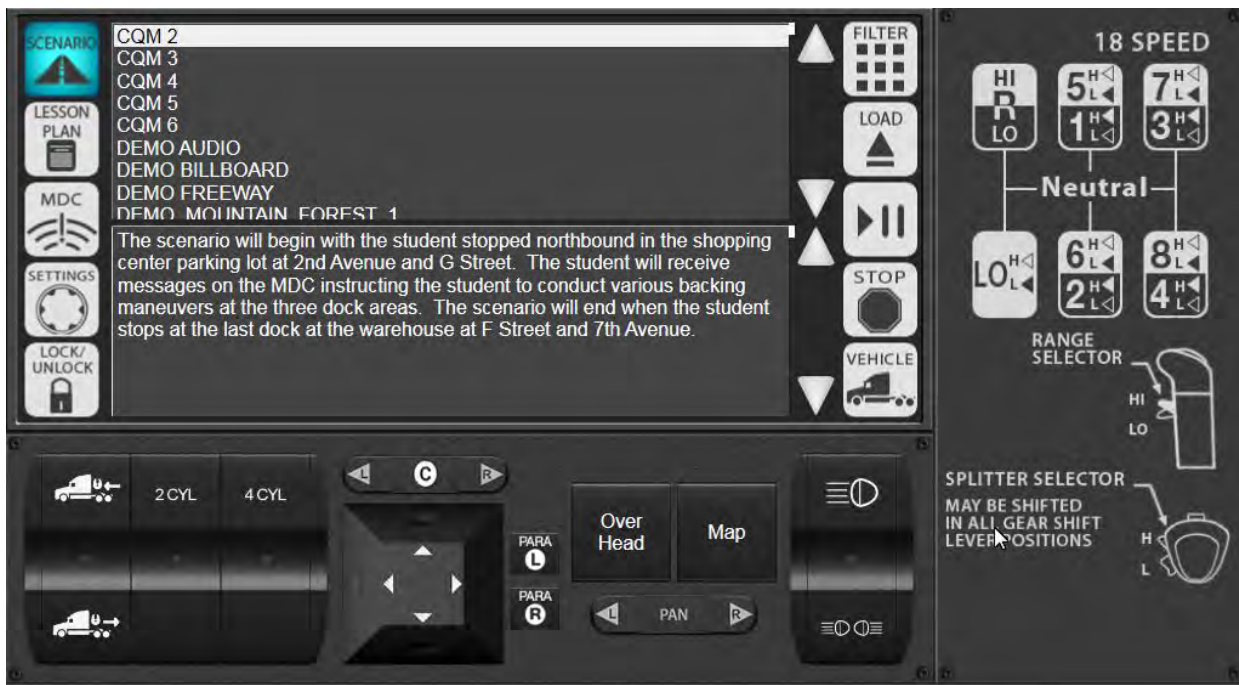 SCENARIO
LESSON
PLAN
MDC
SETTINGS
LOCK/
UNLOCK
CQM 2
CQM 3
CQM 4
CQM 5
CQM 6
DEMO AUDIO
DEMO BILLBOARD
DEMO FREEWAY
DEMO MOUNTAIN FOREST 1
The scenario will begin with the student stopped northbound in the shopping
center parking lot at 2nd Avenue and G Street. The student will receive
messages on the MDC instructing the student to conduct various backing
maneuvers at the three dock areas. The scenario will end when the student
stops at the last dock at the warehouse at F Street and 7th Avenue.
FILTER
LOAD
STOP
VEHICLE
18 SPEED
HI
R
LO
5 H
L
1 H
L
7 H
L
3 H
L
Neutral
LO H
L
6 H
L
2 H
L
8 H
L
4 H
L
RANGE
SELECTOR
HI
LO
SPLITTER SELECTOR
MAY BE SHIFTED
IN ALL GEAR SHIFT
LEVER POSITIONS
H
L
2 CYL
4 CYL
L C R
PARA
L
PARA
R
Over
Head
Map
L PAN R